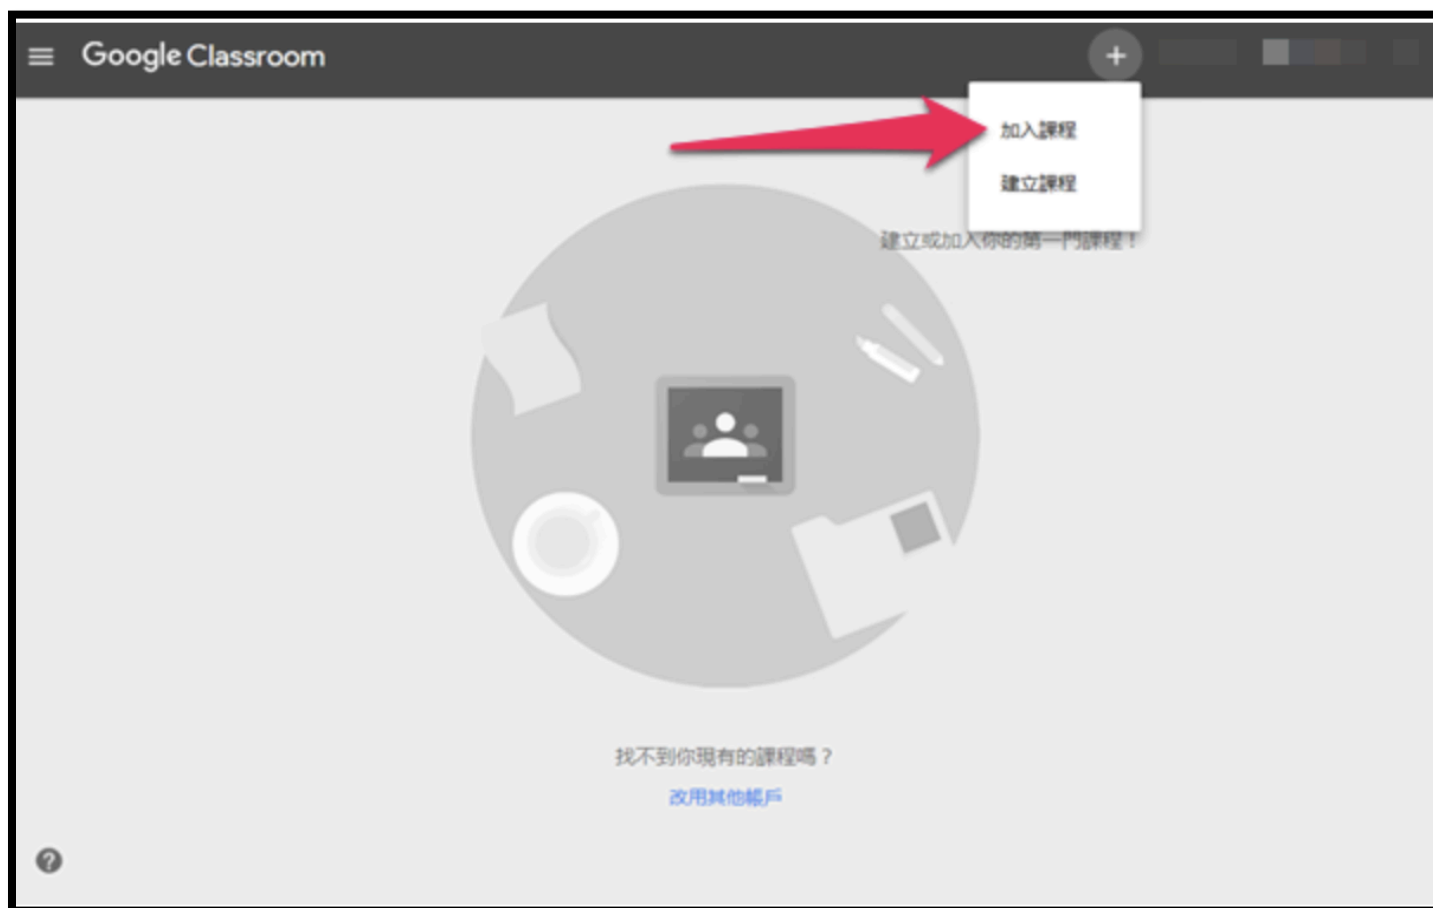 Google Classroom
加入課程
建立課程
建立或加入你的第一門課程！
找不到你現有的課程嗎？
改用其他帳戶